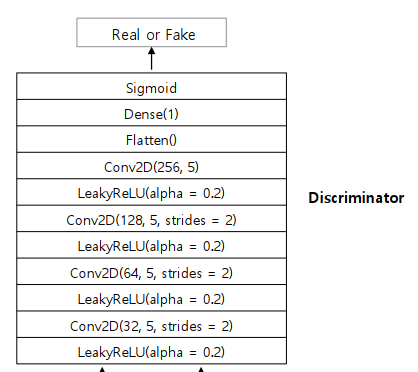 Real or Fake
Sigmoid
Dense(1)
Flatten()
Conv2D(256, 5)
LeakyReLU(alpha = 0.2)
Discriminator
Conv2D(128, 5, strides = 2)
LeakyReLU(alpha = 0.2)
Conv2D(64, 5, strides = 2)
LeakyReLU(alpha = 0.2)
Conv2D(32, 5, strides = 2)
LeakyReLU(alpha = 0.2)